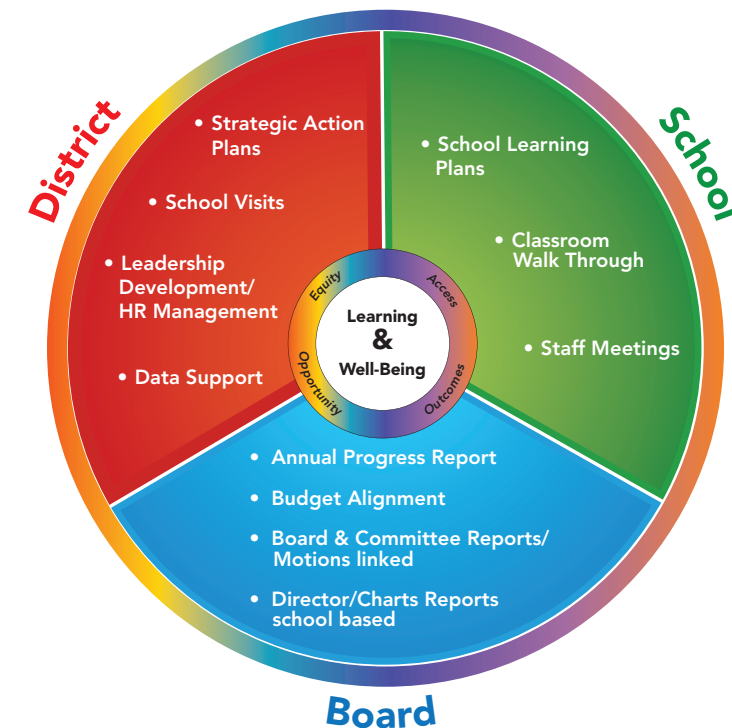 District
• Strategic Action
Plans
• School Visits
• Leadership
Development/
HR Management
• Data Support
School
• School Learning
Plans
• Classroom
Walk Through
• Staff Meetings
Equity
Access
Opportunity
Outcomes
Learning
&
Well-Being
• Annual Progress Report
• Budget Alignment
• Board & Committee Reports/
Motions linked
• Director/Charts Reports
school based
Board